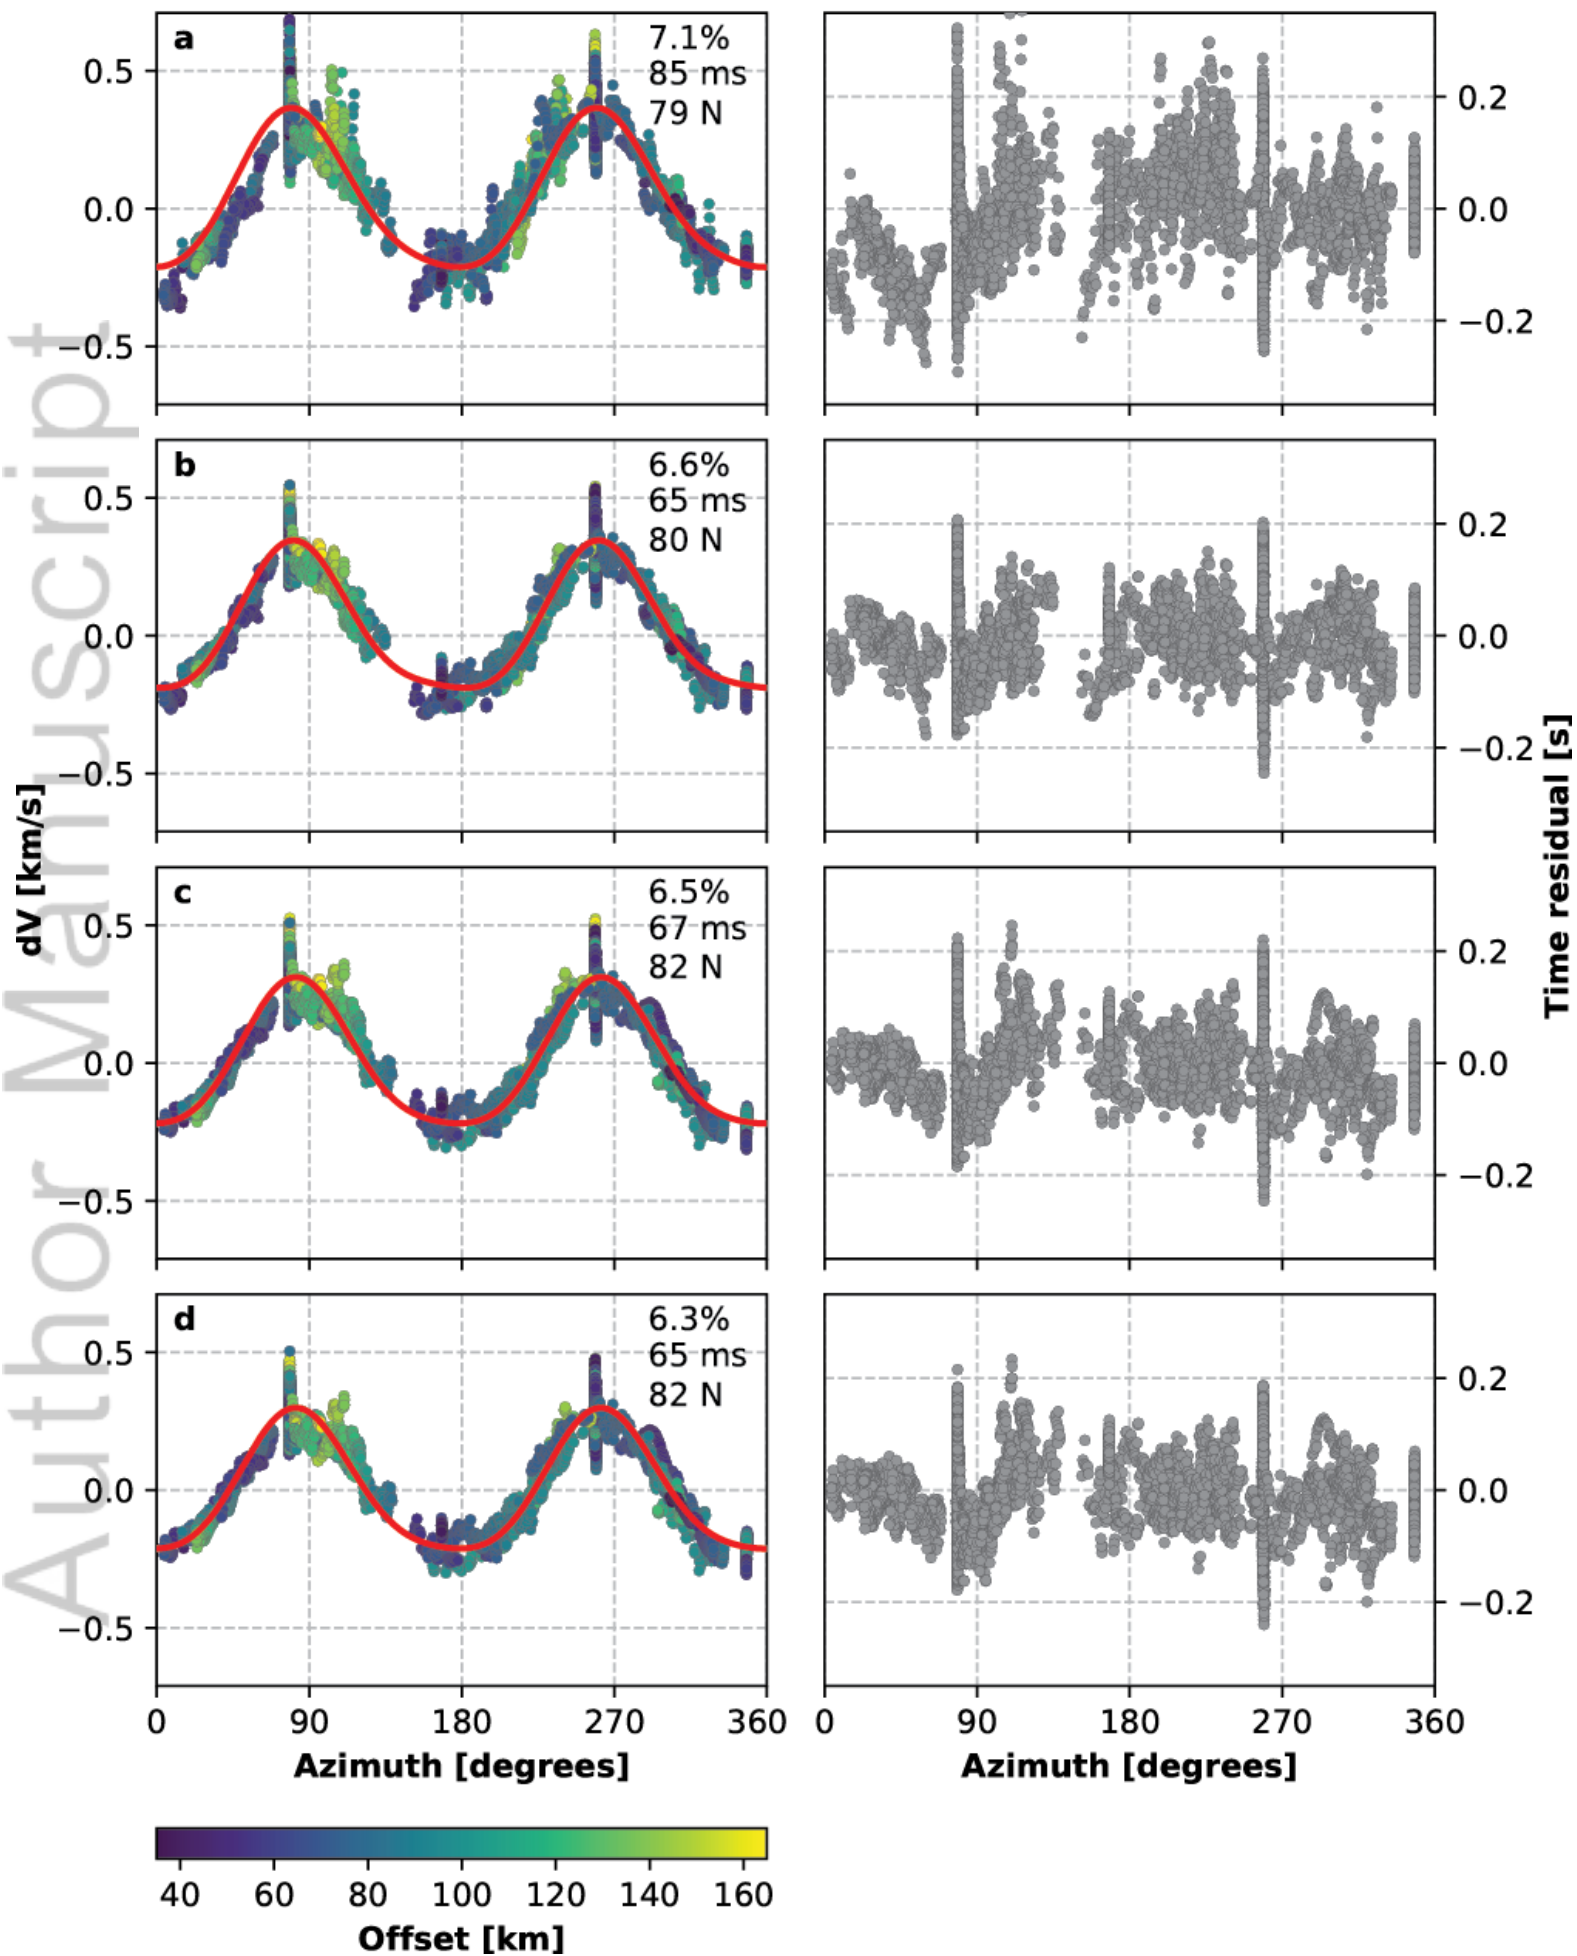 Author Manuscript
dV [km/s]
Time residual [s]
a
7.1%
85 ms
79 N
0.5
0.0
−0.5
0.2
0.0
−0.2
b
6.6%
65 ms
80 N
0.5
0.0
−0.5
0.2
0.0
−0.2
c
6.5%
67 ms
82 N
0.5
0.0
−0.5
0.2
0.0
−0.2
d
6.3%
65 ms
82 N
0.5
0.0
−0.5
0.2
0.0
−0.2
0 90 180 270 360
0 90 180 270 360
Azimuth [degrees]
Azimuth [degrees]
40 60 80 100 120 140 160
Offset [km]